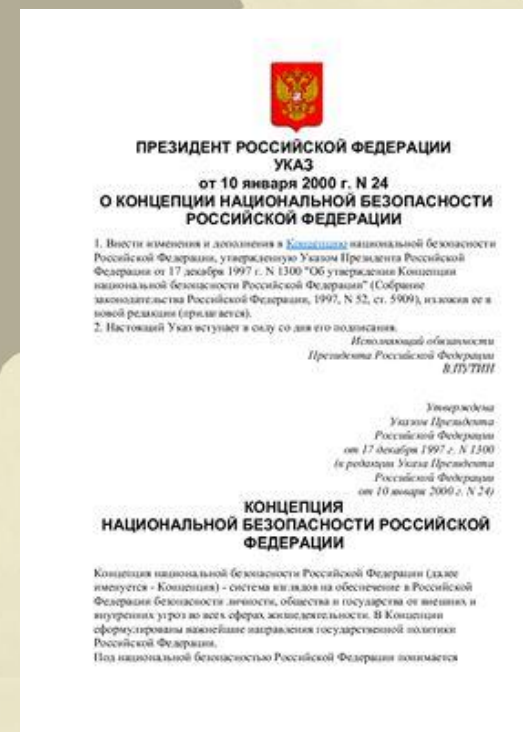 ПРЕЗИДЕНТ РОССИЙСКОЙ ФЕДЕРАЦИИ
УКАЗ
от 10 января 2000 г. N 24
О КОНЦЕПЦИИ НАЦИОНАЛЬНОЙ БЕЗОПАСНОСТИ
РОССИЙСКОЙ ФЕДЕРАЦИИ
1. Внести изменения и дополнения в Концепцию национальной безопасности
Российской Федерации, утвержденную Указом Президента Российской
Федерации от 17 декабря 1997 г. N 1300 "Об утверждении Концепции
национальной безопасности Российской Федерации" (Собрание
законодательства Российской Федерации, 1997, N 52, ст. 5909), изложив ее в
новой редакции (прилагается).
2. Настоящий Указ вступает в силу со дня его подписания.
Исполняющий обязанности
Президента Российской Федерации
В.ПУТИН
Утверждена
Указом Президента
Российской Федерации
от 17 декабря 1997 г. N 1300
(в редакции Указа Президента
Российской Федерации
от 10 января 2000 г. N 24)
КОНЦЕПЦИЯ
НАЦИОНАЛЬНОЙ БЕЗОПАСНОСТИ РОССИЙСКОЙ
ФЕДЕРАЦИИ
Концепция национальной безопасности Российской Федерации (далее
именуется - Концепция) - система взглядов на обеспечение в Российской
Федерации безопасности личности, общества и государства от внешних и
внутренних угроз во всех сферах жизнедеятельности. В Концепции
сформулированы важнейшие направления государственной политики
Российской Федерации.
Под национальной безопасностью Российской Федерации понимается